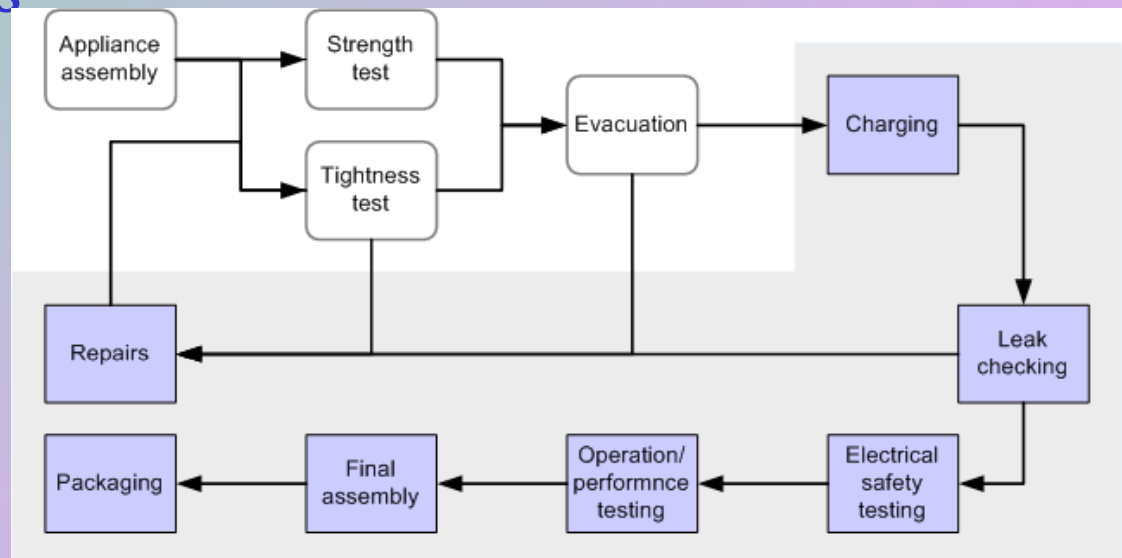 Appliance
assembly
Strength
test
Tightness
test
Evacuation
Charging
Repairs
Leak
checking
Packaging
Final
assembly
Operation/
performnce
testing
Electrical
safety
testing